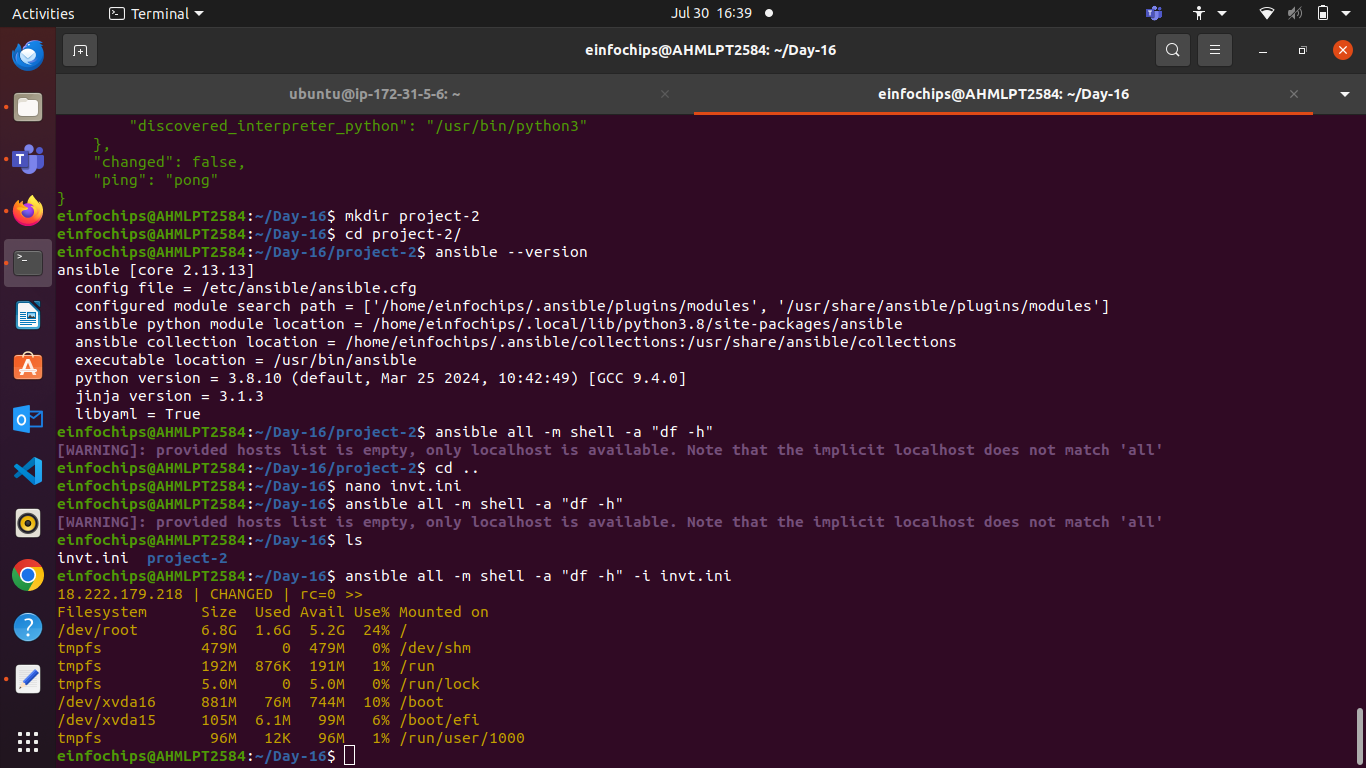 Activities Terminal Jul 30 16:39
einfochips@AHMLPT2584: ~/Day-16
ubuntu@ip-172-31-5-6: ~ einfochips@AHMLPT2584: ~/Day-16
        "discovered_interpreter_python": "/usr/bin/python3"
    },
    "changed": false,
    "ping": "pong"
}
einfochips@AHMLPT2584:~/Day-16$ mkdir project-2
einfochips@AHMLPT2584:~/Day-16$ cd project-2/
einfochips@AHMLPT2584:~/Day-16/project-2$ ansible --version
ansible [core 2.13.13]
  config file = /etc/ansible/ansible.cfg
  configured module search path = ['/home/einfochips/.ansible/plugins/modules', '/usr/share/ansible/plugins/modules']
  ansible python module location = /home/einfochips/.local/lib/python3.8/site-packages/ansible
  ansible collection location = /home/einfochips/.ansible/collections:/usr/share/ansible/collections
  executable location = /usr/bin/ansible
  python version = 3.8.10 (default, Mar 25 2024, 10:42:49) [GCC 9.4.0]
  jinja version = 3.1.3
  libyaml = True
einfochips@AHMLPT2584:~/Day-16/project-2$ ansible all -m shell -a "df -h"
[WARNING]: provided hosts list is empty, only localhost is available. Note that the implicit localhost does not match 'all'
einfochips@AHMLPT2584:~/Day-16/project-2$ cd ..
einfochips@AHMLPT2584:~/Day-16$ nano invt.ini
einfochips@AHMLPT2584:~/Day-16$ ansible all -m shell -a "df -h"
[WARNING]: provided hosts list is empty, only localhost is available. Note that the implicit localhost does not match 'all'
einfochips@AHMLPT2584:~/Day-16$ ls
invt.ini  project-2
einfochips@AHMLPT2584:~/Day-16$ ansible all -m shell -a "df -h" -i invt.ini
18.222.179.218 | CHANGED | rc=0 >>
Filesystem      Size  Used Avail Use% Mounted on
/dev/root       6.8G  1.6G  5.2G  24% /
tmpfs           479M     0  479M   0% /dev/shm
tmpfs           192M  876K  191M   1% /run
tmpfs           5.0M     0  5.0M   0% /run/lock
/dev/xvda16     881M   76M  744M  10% /boot
/dev/xvda15     105M  6.1M   99M   6% /boot/efi
tmpfs            96M   12K   96M   1% /run/user/1000
einfochips@AHMLPT2584:~/Day-16$